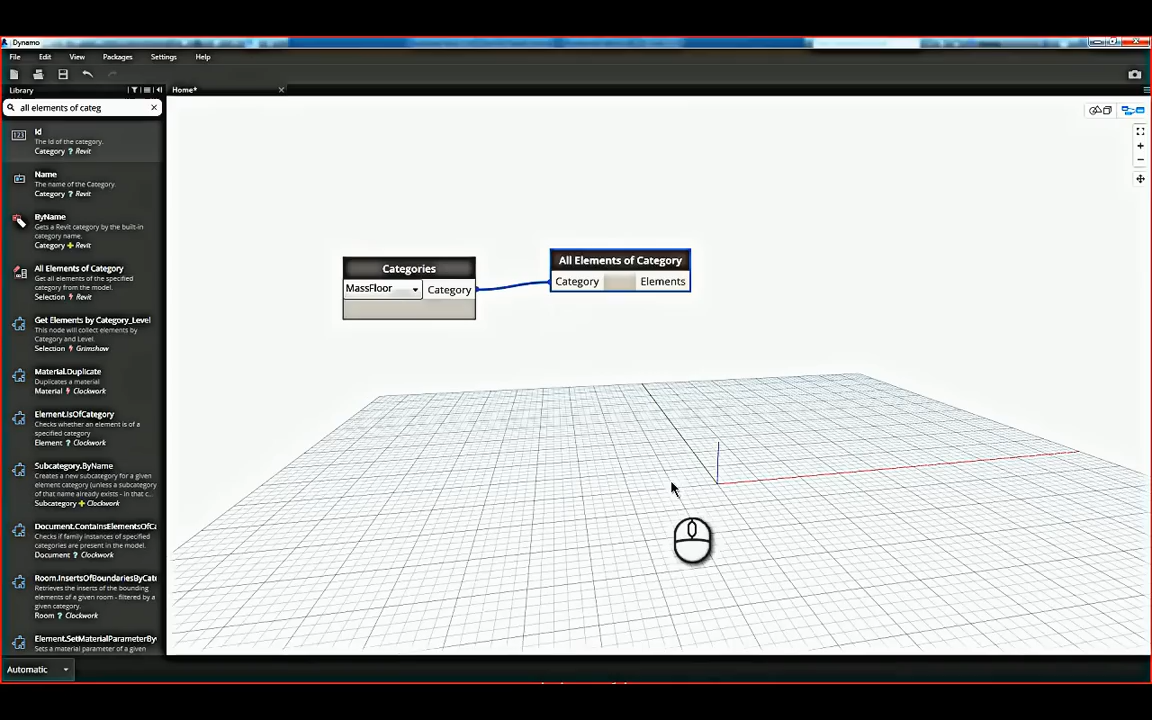 Dynamo
File Edit View Packages Settings Help
Library
Home*
all elements of categ
Id
The Id of the category.
Category ? Revit
Name
The name of the Category
Category ? Revit
ByName
Gets a Revit category by the built-in
category name.
Category + Revit
All Elements of Category
Get all elements of the specified
category from the model.
Selection Revit
Get Elements by Category_Level
This node will collect elements by
Category and Level.
Selection Grimshaw
Material.Duplicate
Duplicates a material
Material Clockwork
Element.IsOfCategory
Checks whether an element is of a
specified category
Element ? Clockwork
Subcategory.ByName
Creates a new subcategory for a given
element category (unless a subcategory
of that name already exists - in that c...
Subcategory + Clockwork
Document.ContainsElementsOfCa
Checks if family instances of specified
categories are present in the model.
Document ? Clockwork
Room.InsertsOfBoundariesByCat
Retrieves the inserts of the bounding
elements of a given room - filtered by a
given category.
Room ? Clockwork
Element.SetMaterialParameterBy
Sets a material parameter of a given
Automatic
Categories
MassFloor Category
All Elements of Category
Category Elements